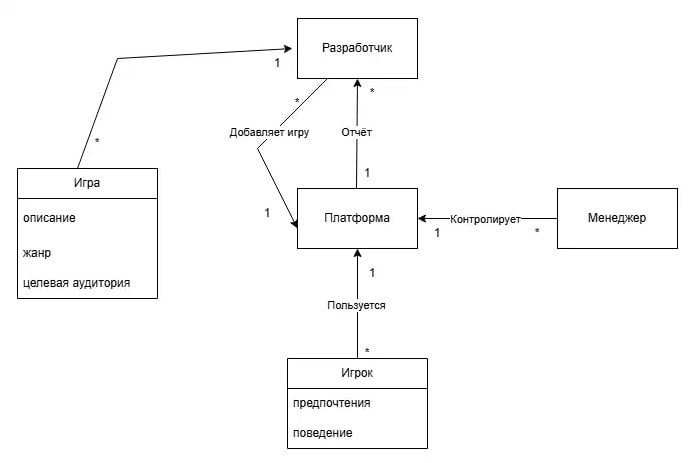 Разработчик
1
*
*
*
Добавляет игру
Отчёт
*
1
Игра
описание
жанр
целевая аудитория
1
Платформа
Контролирует
1
*
Менеджер
1
Пользуется
*
Игрок
предпочтения
поведение